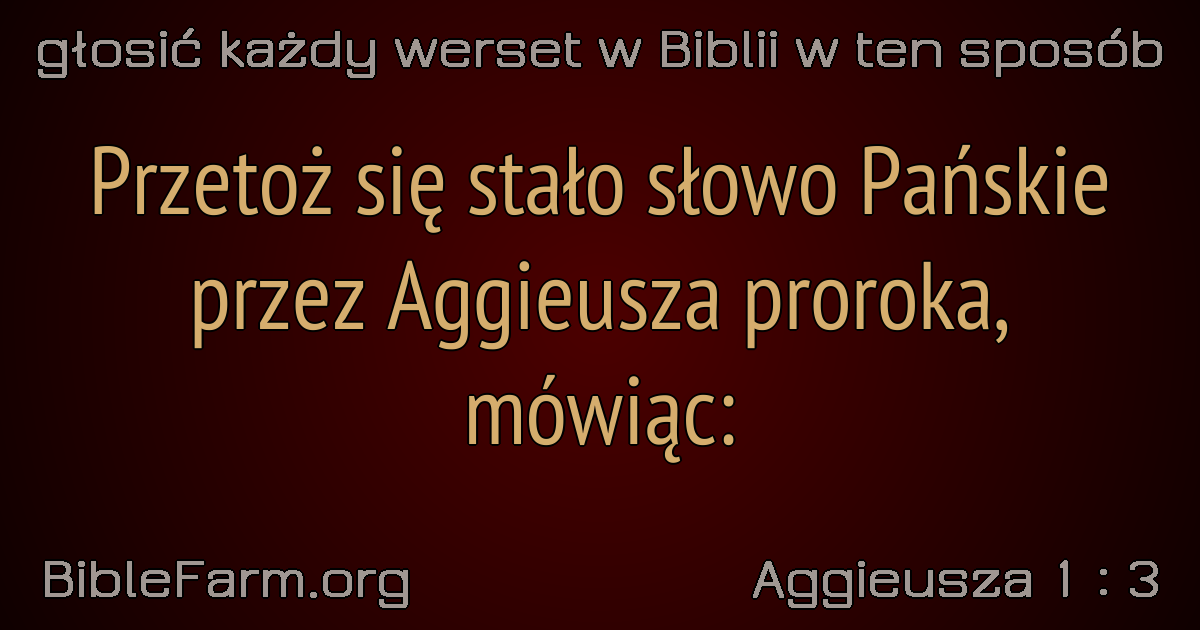 głosić każdy werset w Biblii w ten sposób
Przetoż się stało słowo Pańskie
przez Aggieusza proroka,
mówiąc:
BibleFarm.org
Aggieusza 1 : 3